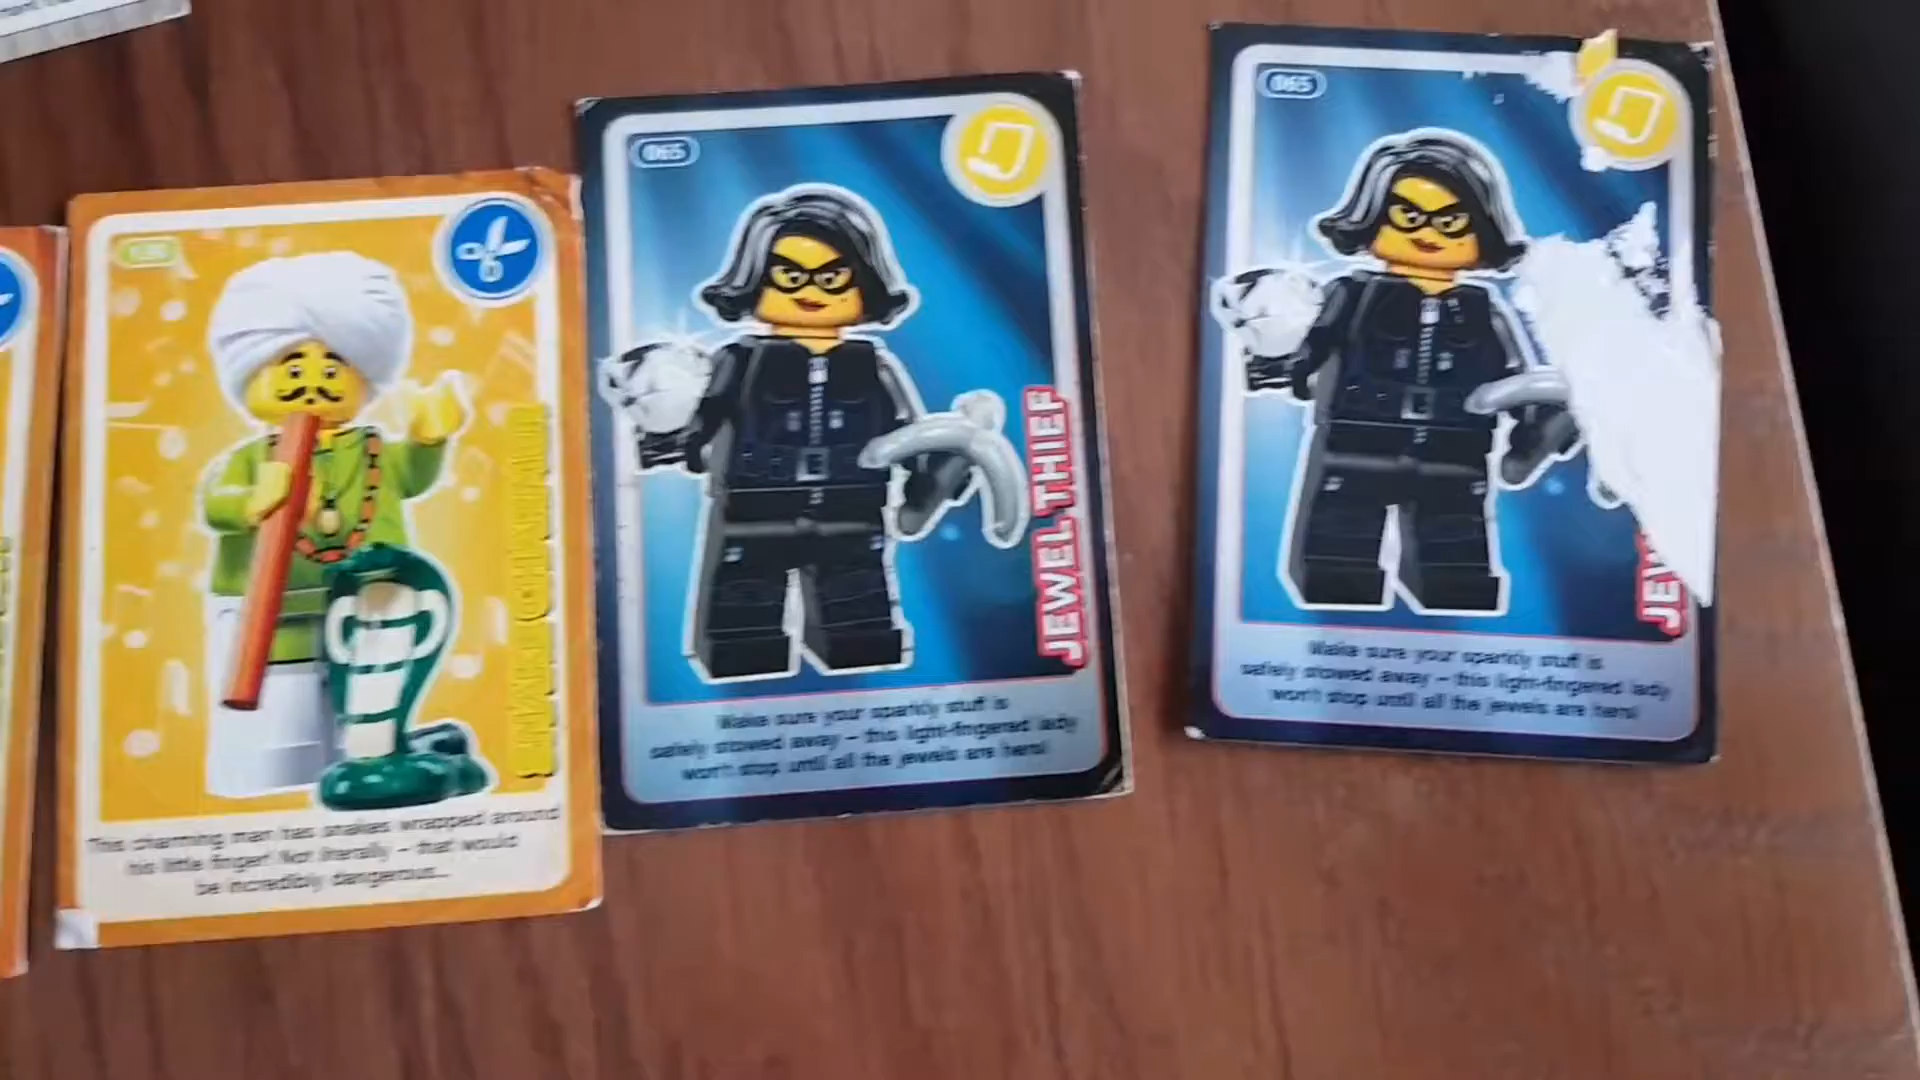 SNAKE CHARMER
This charming man has snakes wrapped around
his little finger! Not literally – that would
be incredibly dangerous...
065
JEWEL THIEF
Make sure your sparkly stuff is
safely stowed away – this light-fingered lady
won't stop until all the jewels are hers!
065
JE
Make sure your sparkly stuff is
safely stowed away – this light-fingered lady
won't stop until all the jewels are hers!